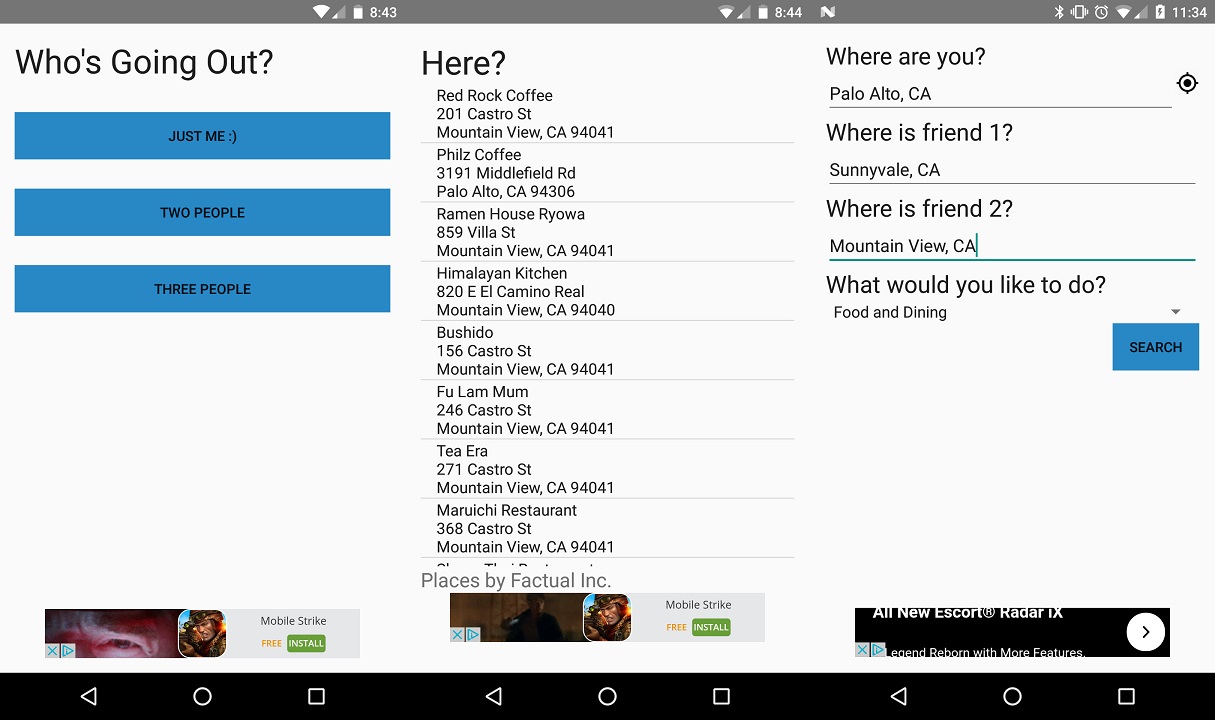 8:43
Who's Going Out?
JUST ME :)
TWO PEOPLE
THREE PEOPLE
Mobile Strike
FREE INSTALL
8:44
Here?
Red Rock Coffee
201 Castro St
Mountain View, CA 94041
Philz Coffee
3191 Middlefield Rd
Palo Alto, CA 94306
Ramen House Ryowa
859 Villa St
Mountain View, CA 94041
Himalayan Kitchen
820 E El Camino Real
Mountain View, CA 94040
Bushido
156 Castro St
Mountain View, CA 94041
Fu Lam Mum
246 Castro St
Mountain View, CA 94041
Tea Era
271 Castro St
Mountain View, CA 94041
Maruichi Restaurant
368 Castro St
Mountain View, CA 94041
Places by Factual Inc.
Mobile Strike
FREE INSTALL
11:34
Where are you?
Palo Alto, CA
Where is friend 1?
Sunnyvale, CA
Where is friend 2?
Mountain View, CA
What would you like to do?
Food and Dining
SEARCH
All New Escort® Radar iX
Legend Reborn with More Features.